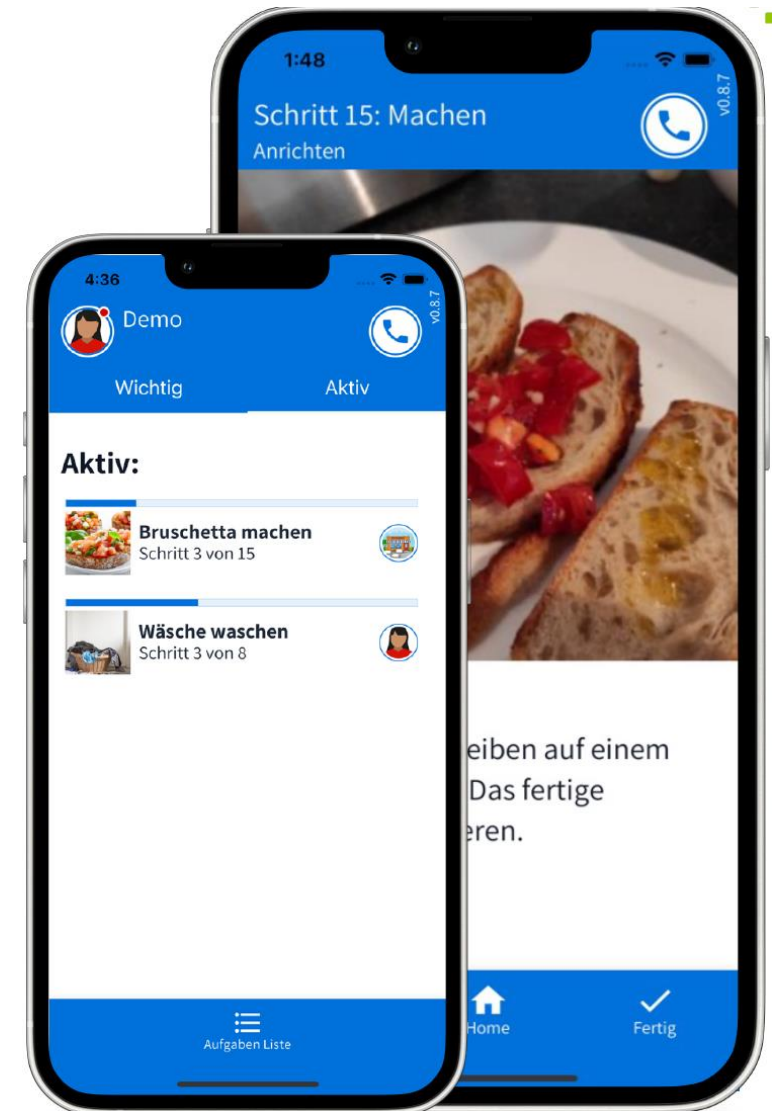 1:48
v0.8.7
Schritt 15: Machen
Anrichten
4:36
v0.8.7
Demo
Wichtig
Aktiv
Aktiv:
Bruschetta machen
Schritt 3 von 15
Wäsche waschen
Schritt 3 von 8
auf einem
Das fertige
Aufgaben Liste
Home
Fertig